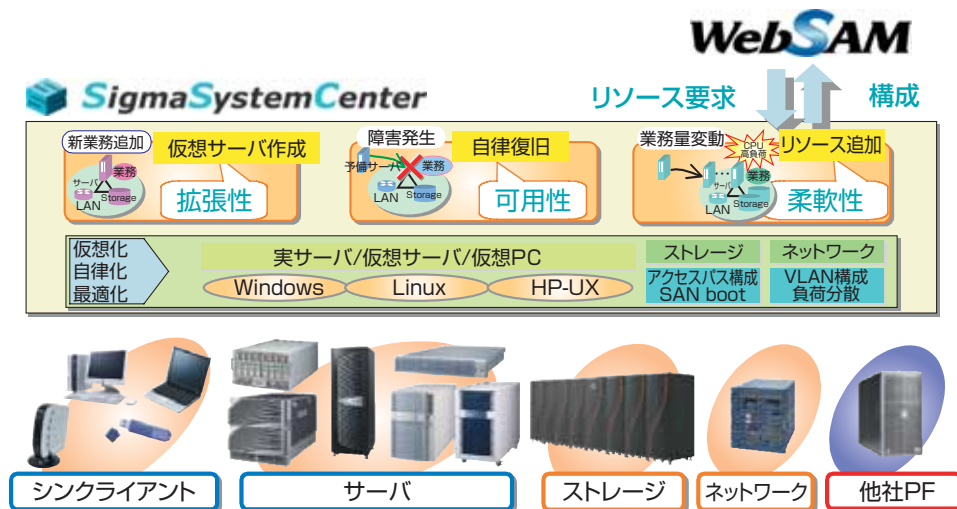 WebSAM
SigmaSystemCenter
リソース要求
構成
新業務追加
仮想サーバ作成
業務
サーバ
LAN
Storage
拡張性
障害発生
自律復旧
予備サーバ
業務
LAN
Storage
可用性
業務量変動
CPU
高負荷
リソース追加
業務
サーバ
LAN
Storage
柔軟性
仮想化
自律化
最適化
実サーバ/仮想サーバ/仮想PC
Windows
Linux
HP-UX
ストレージ
アクセスパス構成
SAN boot
ネットワーク
VLAN構成
負荷分散
シンクライアント
サーバ
ストレージ
ネットワーク
他社PF